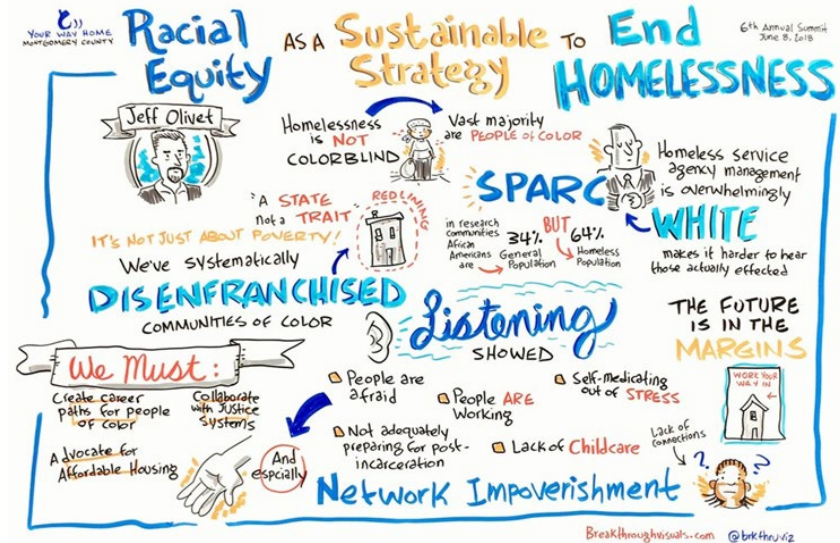 YOUR WAY HOME
MONTGOMERY COUNTY
Racial
Equity
AS A
Sustainable
Strategy
TO
End
HOMELESSNESS
6th Annual Summit
June 8, 2018
Jeff Olivet
Homelessness
is NOT
COLORBLIND
Vast majority
are PEOPLE of COLOR
"A STATE
not a TRAIT"
REDLINING
IT'S NOT JUST ABOUT POVERTY!
We've systematically
DISENFRANCHISED
COMMUNITIES OF COLOR
SPARC
in research
communities
African
Americans
are
34%
General
Population
BUT
64%
Homeless
Population
Homeless service
agency management
is overwhelmingly
WHITE
makes it harder to hear
those actually effected
Listening
SHOWED
People are
afraid
People ARE
Working
Self-medicating
out of STRESS
Not adequately
preparing for post-
incarceration
Lack of Childcare
And
espcially
Network Impoverishment
Lack of
connections
? ?
THE FUTURE
IS IN THE
MARGINS
WORK YOUR
WAY IN
We Must:
Create career
paths for people
of color
Collaborate
with Justice
Systems
Advocate for
Affordable Housing
Breakthroughvisuals.com @brkthruviz